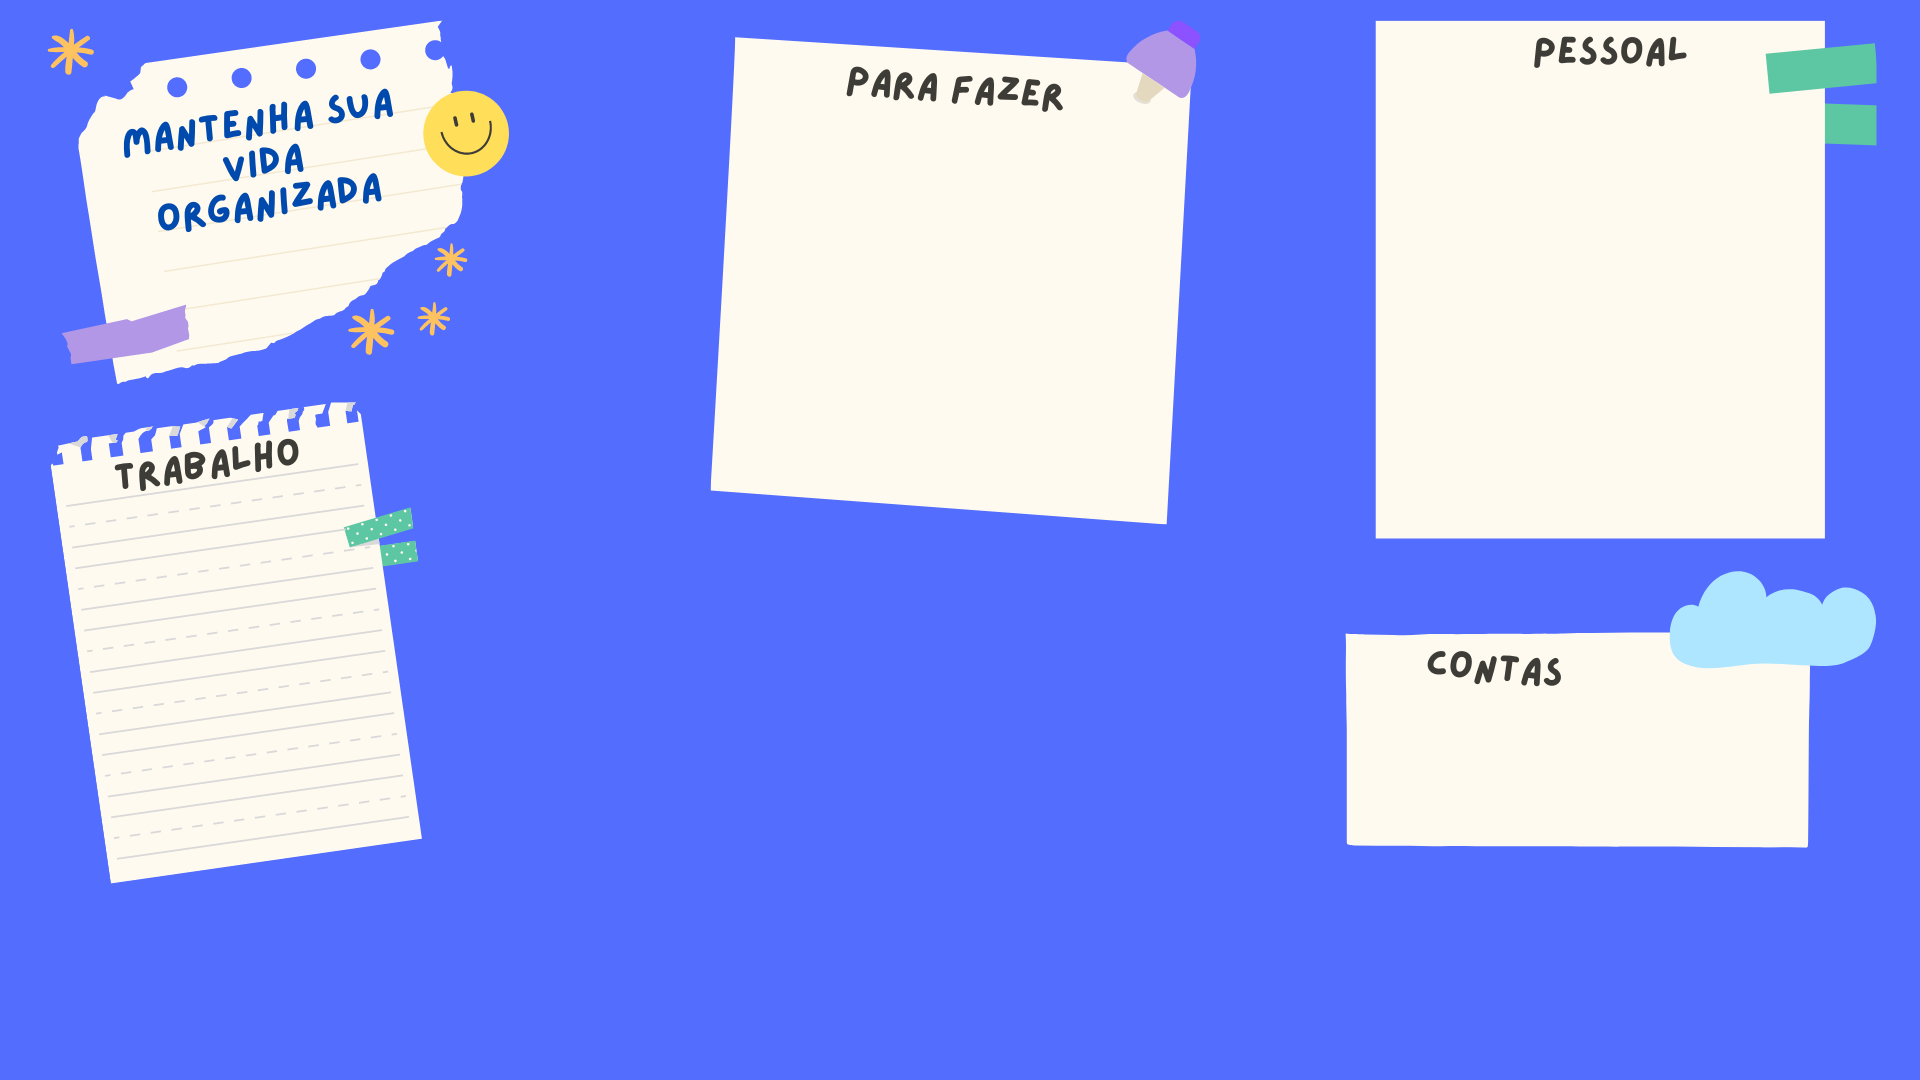 MANTENHA SUA
VIDA
ORGANIZADA
PARA FAZER
PESSOAL
TRABALHO
CONTAS